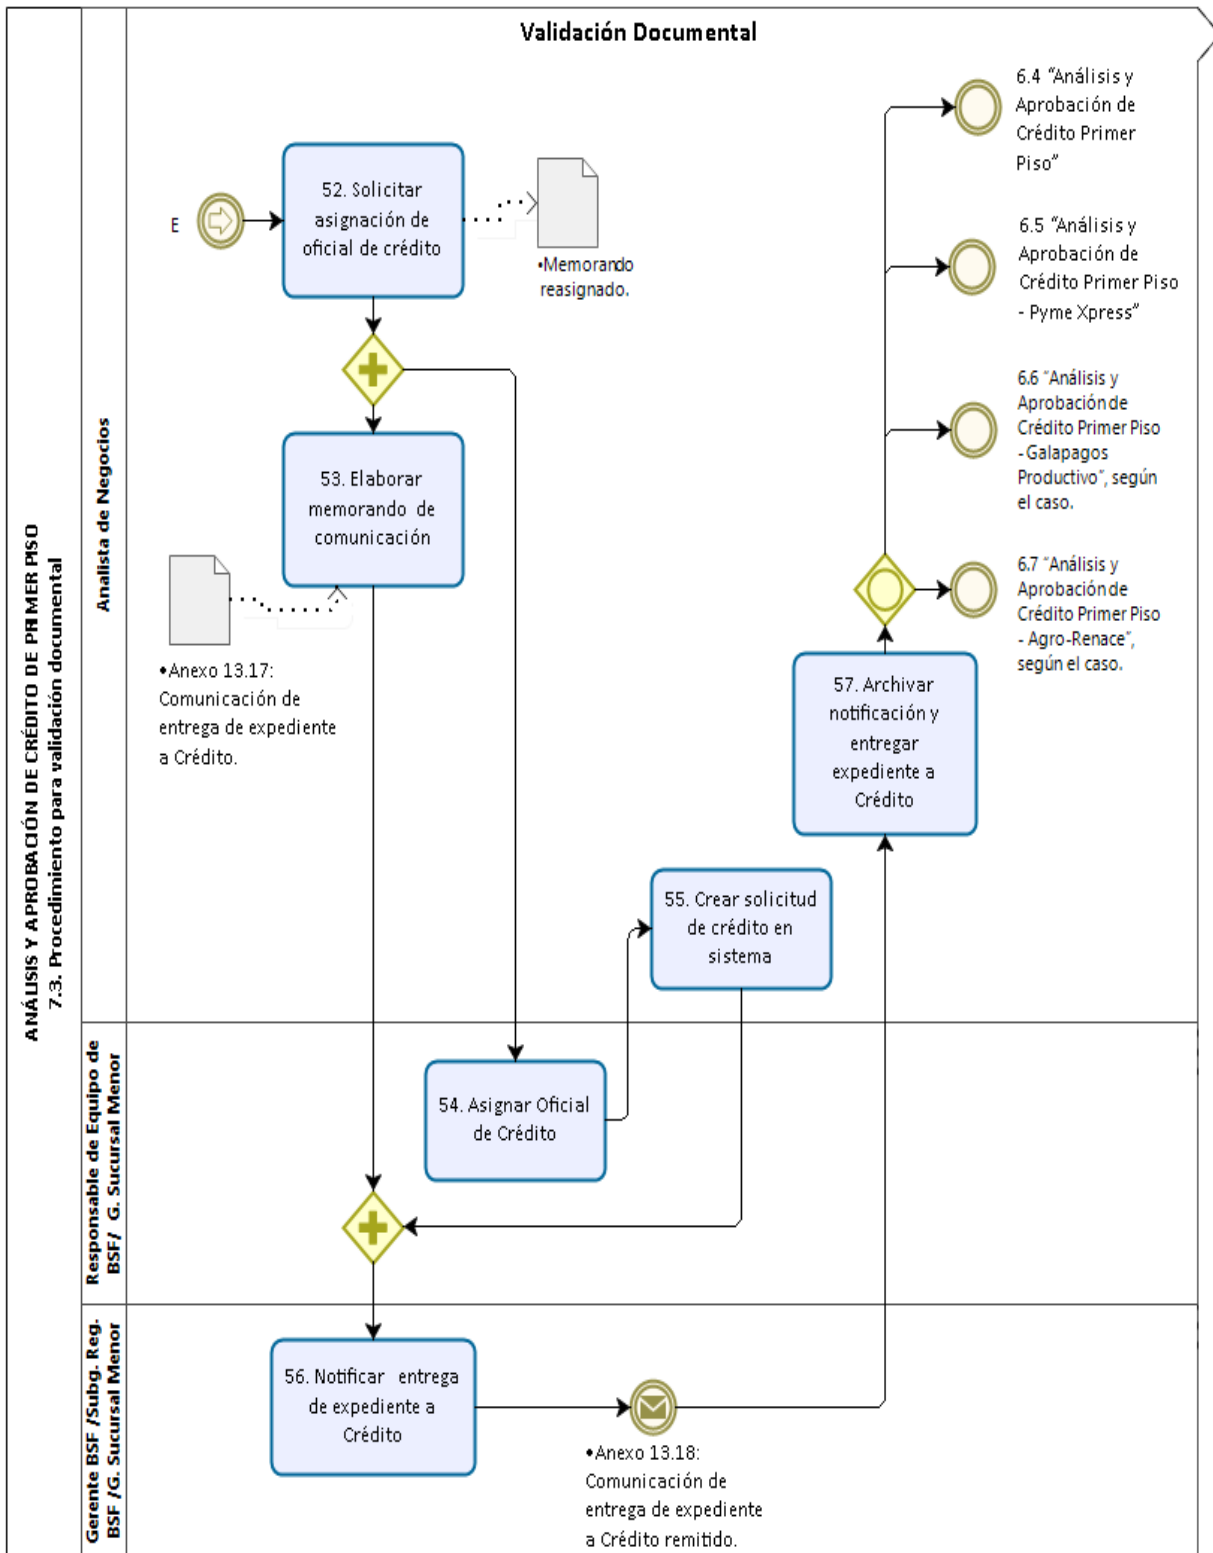 Validación Documental
ANÁLISIS Y APROBACIÓN DE CRÉDITO DE PRIMER PISO
7.3. Procedimiento para validación documental
Analista de Negocios
E
52. Solicitar
asignación de
oficial de crédito
•Memorando
reasignado.
53. Elaborar
memorando de
comunicación
•Anexo 13.17:
Comunicación de
entrega de expediente
a Crédito.
6.4 “Análisis y
Aprobación de
Crédito Primer
Piso”
6.5 “Análisis y
Aprobación de
Crédito Primer Piso
- Pyme Xpress”
6.6 “Análisis y
Aprobación de
Crédito Primer Piso
- Galapagos
Productivo”, según
el caso.
6.7 “Análisis y
Aprobación de
Crédito Primer Piso
- Agro-Renace”,
según el caso.
57. Archivar
notificación y
entregar
expediente a
Crédito
55. Crear solicitud
de crédito en
sistema
Responsable de Equipo de
BSF/ G. Sucursal Menor
54. Asignar Oficial
de Crédito
Gerente BSF /Subg. Reg.
BSF /G. Sucursal Menor
56. Notificar entrega
de expediente a
Crédito
•Anexo 13.18:
Comunicación de
entrega de expediente
a Crédito remitido.